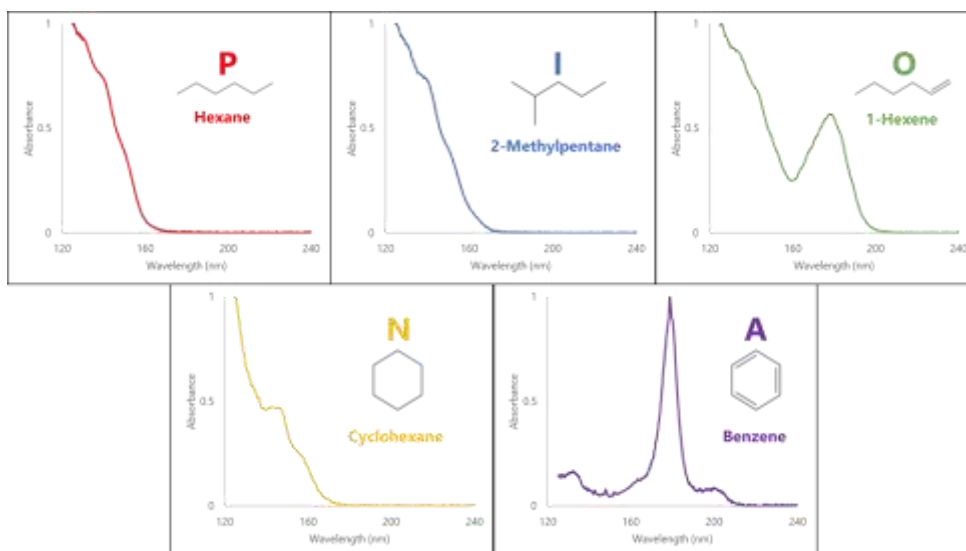 1
P
Hexane
0.5
Absorbance
0
120 160 200 240
Wavelength (nm)
1
I
2-Methylpentane
0.5
Absorbance
0
120 160 200 240
Wavelength (nm)
1
O
1-Hexene
0.5
Absorbance
0
120 160 200 240
Wavelength (nm)
1
N
Cyclohexane
0.5
Absorbance
0
120 160 200 240
Wavelength (nm)
1
A
Benzene
0.5
Absorbance
0
120 160 200 240
Wavelength (nm)